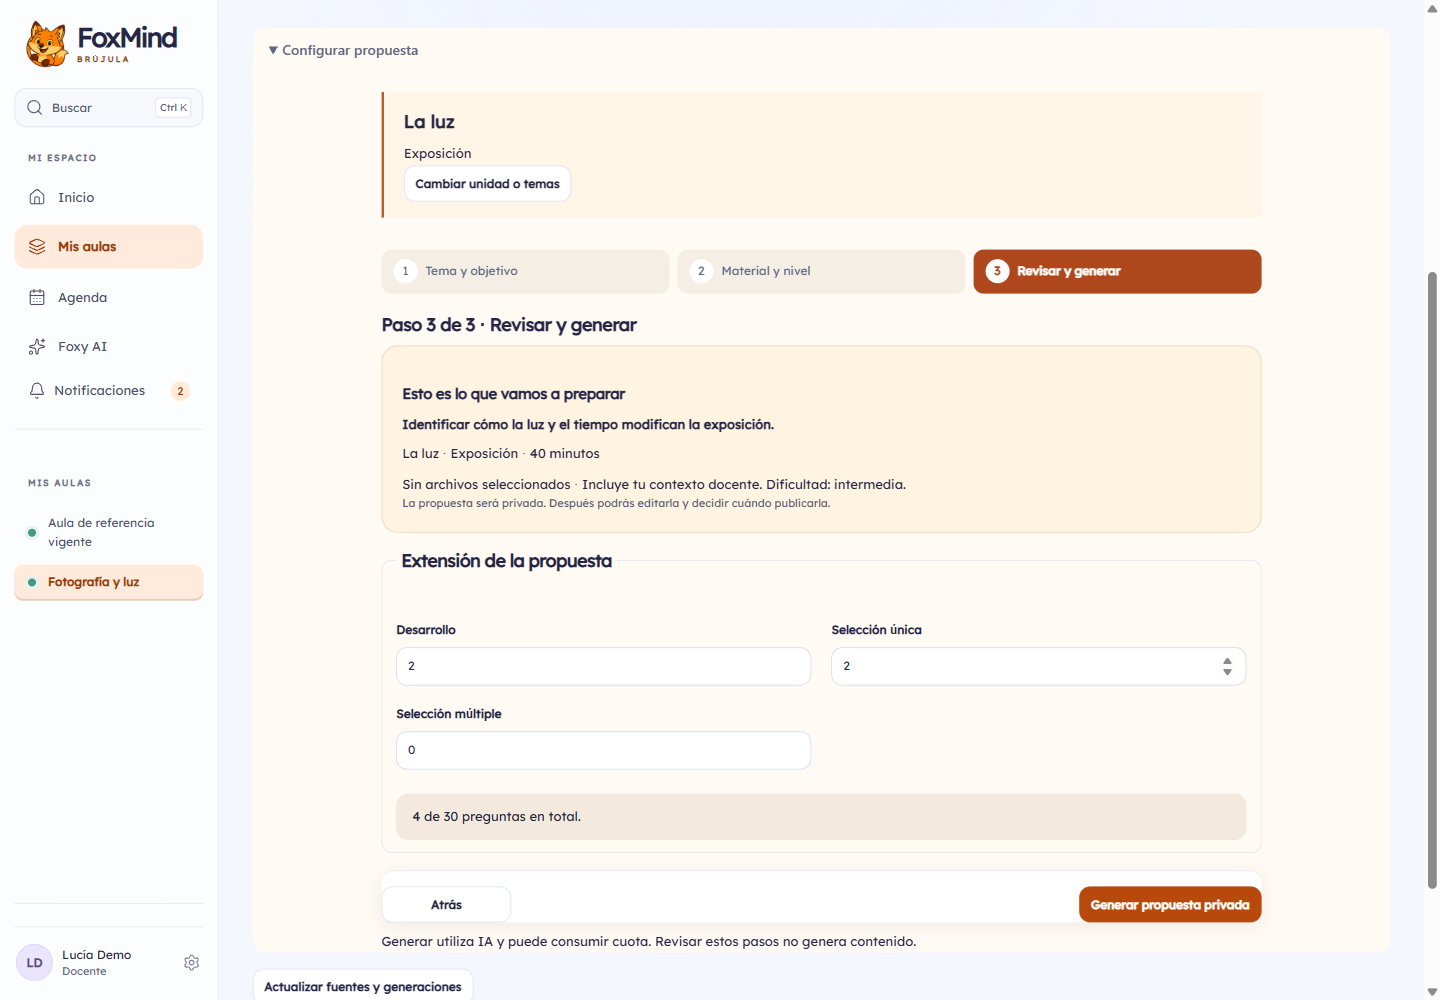 FoxMind
BRÚJULA
Buscar
Ctrl K
MI ESPACIO
Inicio
Mis aulas
Agenda
Foxy AI
Notificaciones
2
MIS AULAS
Aula de referencia
vigente
Fotografía y luz
LD
Lucía Demo
Docente
▼ Configurar propuesta
La luz
Exposición
Cambiar unidad o temas
1 Tema y objetivo
2 Material y nivel
3 Revisar y generar
Paso 3 de 3 · Revisar y generar
Esto es lo que vamos a preparar
Identificar cómo la luz y el tiempo modifican la exposición.
La luz · Exposición · 40 minutos
Sin archivos seleccionados · Incluye tu contexto docente. Dificultad: intermedia.
La propuesta será privada. Después podrás editarla y decidir cuándo publicarla.
Extensión de la propuesta
Desarrollo
2
Selección única
2
Selección múltiple
0
4 de 30 preguntas en total.
Atrás
Generar propuesta privada
Generar utiliza IA y puede consumir cuota. Revisar estos pasos no genera contenido.
Actualizar fuentes y generaciones